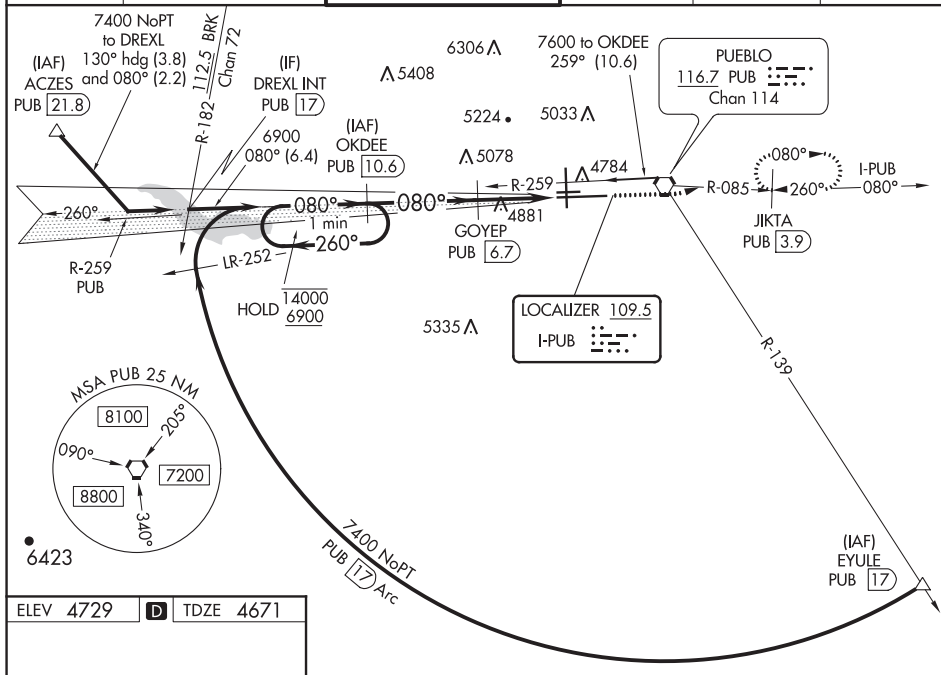 7400 NoPT
to DREXL
130° hdg (3.8)
and 080° (2.2)
(IAF)
ACZES
PUB 21.8
R-182
112.5 BRK
Chan 72
(IF)
DREXL INT
PUB 17
6900
080° (6.4)
(IAF)
OKDEE
PUB 10.6
6306
5408
5224
5033
5078
4784
4881
5335
7600 to OKDEE
259° (10.6)
PUEBLO
116.7 PUB
Chan 114
R-259
R-085
080°
260°
I-PUB
080°
JIKTA
PUB 3.9
260°
080°
080°
1 min
260°
GOYEP
PUB 6.7
R-259
PUB
LR-252
HOLD
14000
6900
LOCALIZER 109.5
I-PUB
R-139
MSA PUB 25 NM
8100
205°
090°
7200
8800
340°
6423
7400 NoPT
PUB 17 Arc
(IAF)
EYULE
PUB 17
ELEV 4729 D TDZE 4671